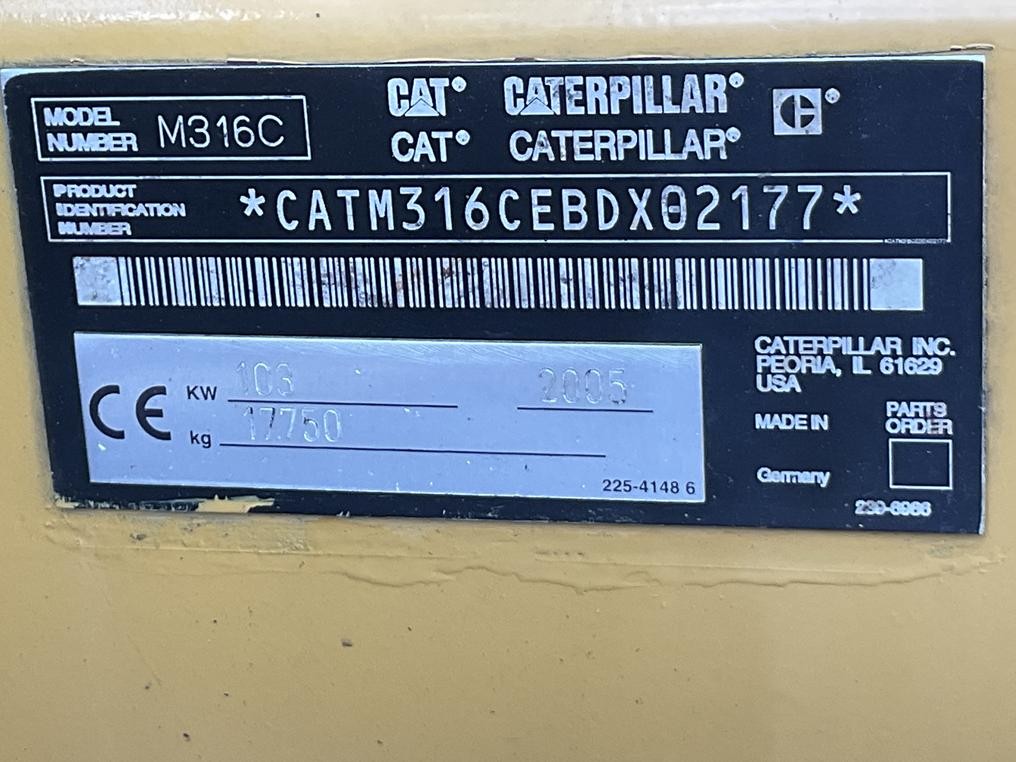 MODEL
NUMBER M316C
CAT® CATERPILLAR®
CAT® CATERPILLAR®
PRODUCT
IDENTIFICATION
NUMBER
*CATM316CEBDX02177*
CE
KW 103 2005
kg 17750
225-4148 6
CATERPILLAR INC.
PEORIA, IL 61629
USA
MADE IN
Germany
PARTS
ORDER